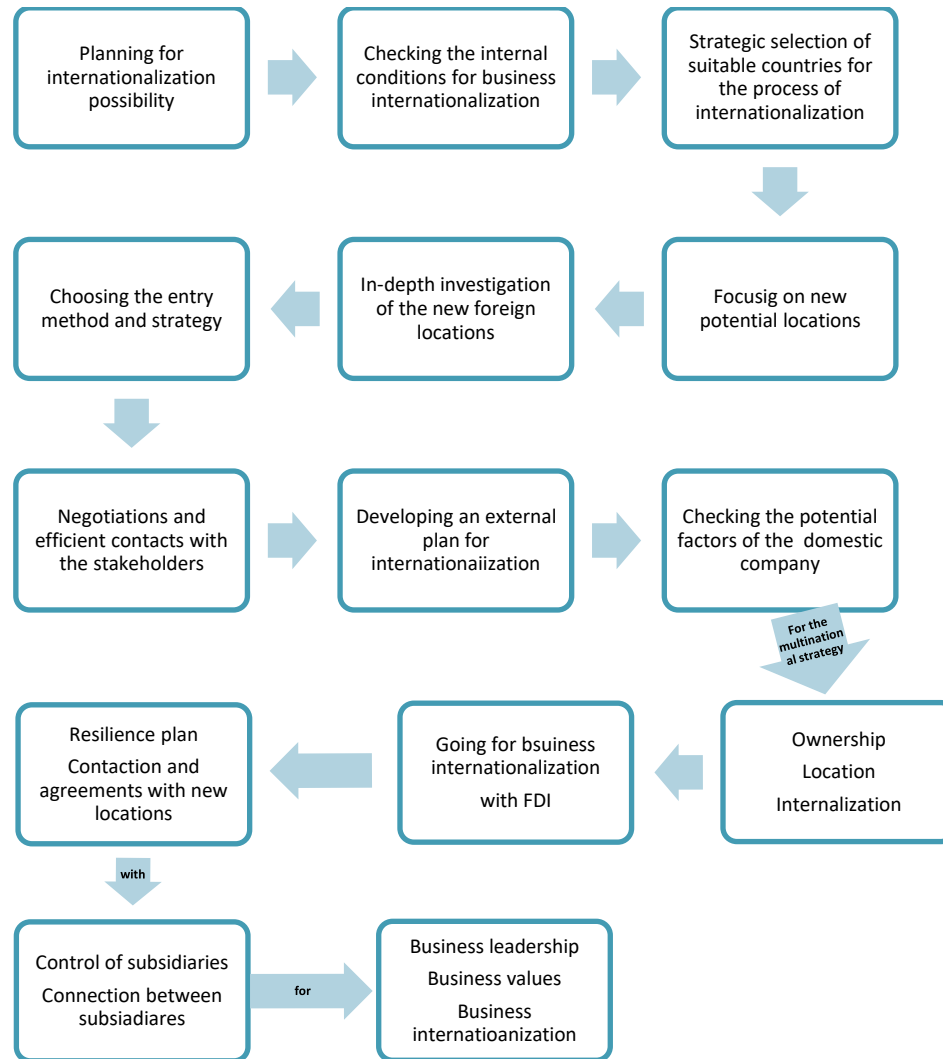 Planning for
internationalization
possibility
Checking the internal
conditions for business
internationalization
Strategic selection of
suitable countries for
the process of
internationalization
Focusig on new
potential locations
In-depth investigation
of the new foreign
locations
Choosing the entry
method and strategy
Negotiations and
efficient contacts with
the stakeholders
Developing an external
plan for
internationaiization
Checking the potential
factors of the domestic
company
For the
multination
al strategy
Ownership
Location
Internalization
Going for bsuiness
internationalization
with FDI
Resilience plan
Contaction and
agreements with new
locations
with
Control of subsidiaries
Connection between
subsiadiares
for
Business leadership
Business values
Business
internatioanization